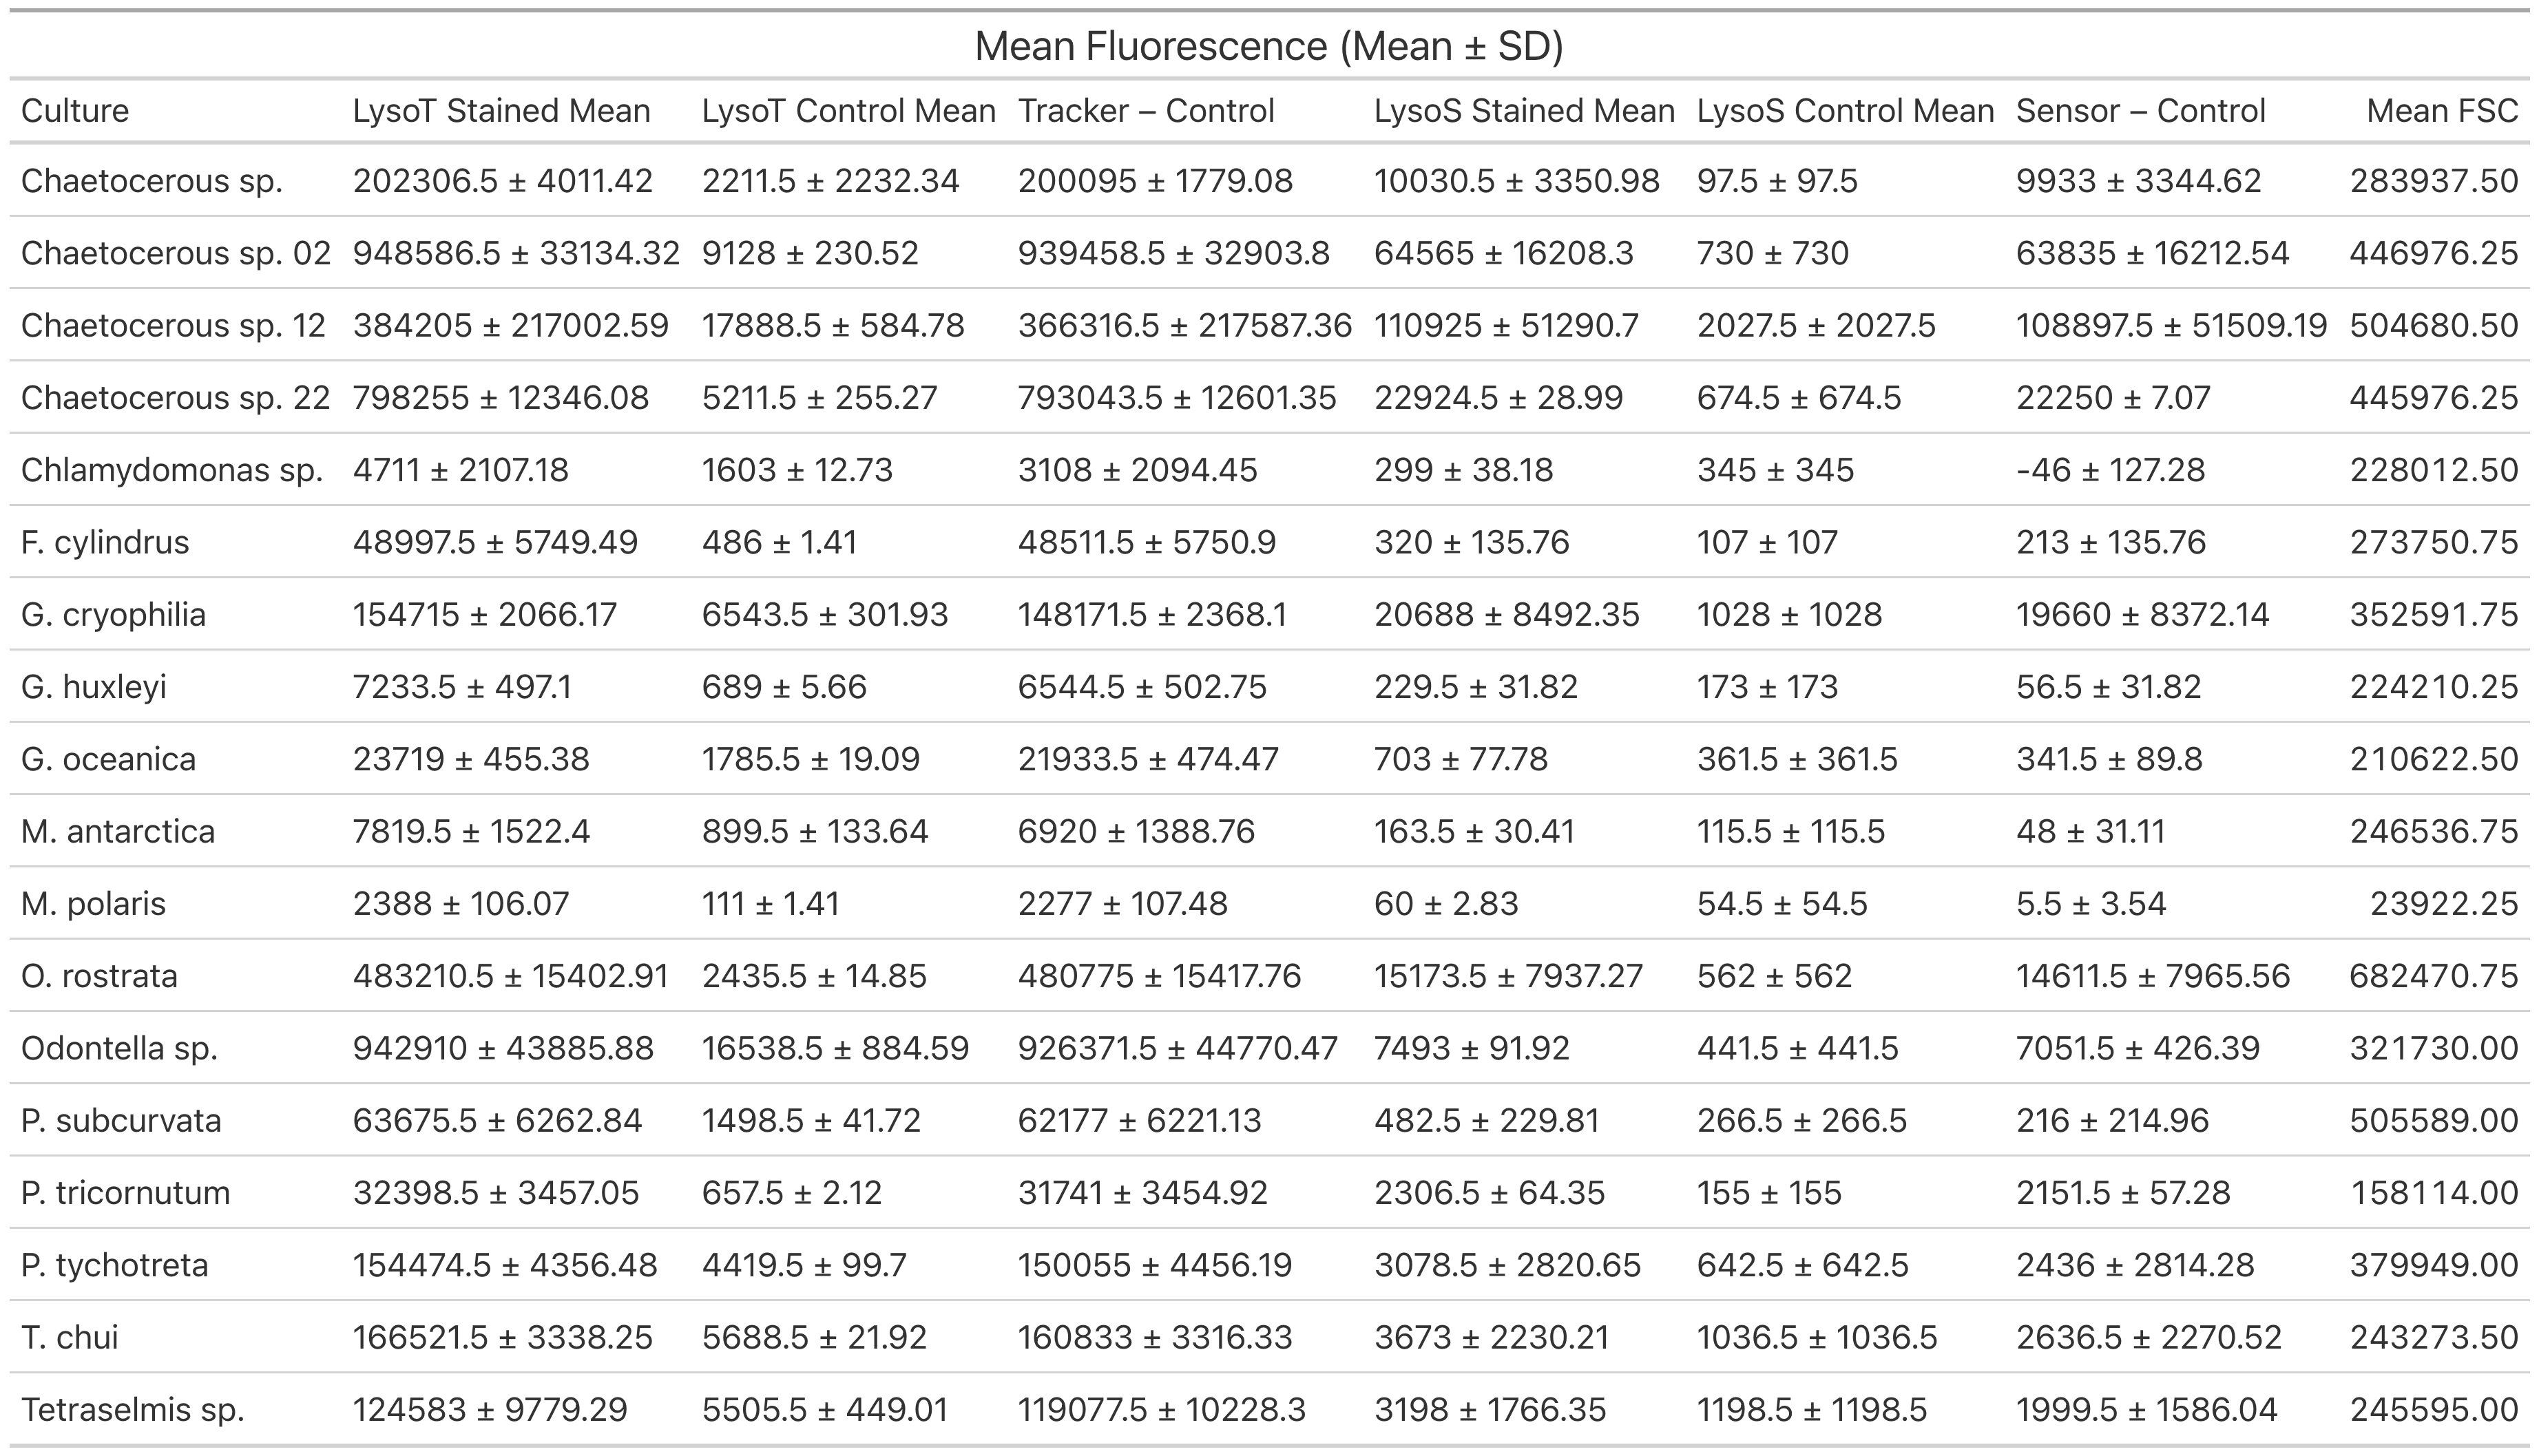 Mean Fluorescence (Mean ± SD)
Culture LysoT Stained Mean LysoT Control Mean Tracker – Control LysoS Stained Mean LysoS Control Mean Sensor – Control Mean FSC
Chaetocerous sp. 202306.5 ± 4011.42 2211.5 ± 2232.34 200095 ± 1779.08 10030.5 ± 3350.98 97.5 ± 97.5 9933 ± 3344.62 283937.50
Chaetocerous sp. 02 948586.5 ± 33134.32 9128 ± 230.52 939458.5 ± 32903.8 64565 ± 16208.3 730 ± 730 63835 ± 16212.54 446976.25
Chaetocerous sp. 12 384205 ± 217002.59 17888.5 ± 584.78 366316.5 ± 217587.36 110925 ± 51290.7 2027.5 ± 2027.5 108897.5 ± 51509.19 504680.50
Chaetocerous sp. 22 798255 ± 12346.08 5211.5 ± 255.27 793043.5 ± 12601.35 22924.5 ± 28.99 674.5 ± 674.5 22250 ± 7.07 445976.25
Chlamydomonas sp. 4711 ± 2107.18 1603 ± 12.73 3108 ± 2094.45 299 ± 38.18 345 ± 345 -46 ± 127.28 228012.50
F. cylindrus 48997.5 ± 5749.49 486 ± 1.41 48511.5 ± 5750.9 320 ± 135.76 107 ± 107 213 ± 135.76 273750.75
G. cryophilia 154715 ± 2066.17 6543.5 ± 301.93 148171.5 ± 2368.1 20688 ± 8492.35 1028 ± 1028 19660 ± 8372.14 352591.75
G. huxleyi 7233.5 ± 497.1 689 ± 5.66 6544.5 ± 502.75 229.5 ± 31.82 173 ± 173 56.5 ± 31.82 224210.25
G. oceanica 23719 ± 455.38 1785.5 ± 19.09 21933.5 ± 474.47 703 ± 77.78 361.5 ± 361.5 341.5 ± 89.8 210622.50
M. antarctica 7819.5 ± 1522.4 899.5 ± 133.64 6920 ± 1388.76 163.5 ± 30.41 115.5 ± 115.5 48 ± 31.11 246536.75
M. polaris 2388 ± 106.07 111 ± 1.41 2277 ± 107.48 60 ± 2.83 54.5 ± 54.5 5.5 ± 3.54 23922.25
O. rostrata 483210.5 ± 15402.91 2435.5 ± 14.85 480775 ± 15417.76 15173.5 ± 7937.27 562 ± 562 14611.5 ± 7965.56 682470.75
Odontella sp. 942910 ± 43885.88 16538.5 ± 884.59 926371.5 ± 44770.47 7493 ± 91.92 441.5 ± 441.5 7051.5 ± 426.39 321730.00
P. subcurvata 63675.5 ± 6262.84 1498.5 ± 41.72 62177 ± 6221.13 482.5 ± 229.81 266.5 ± 266.5 216 ± 214.96 505589.00
P. tricornutum 32398.5 ± 3457.05 657.5 ± 2.12 31741 ± 3454.92 2306.5 ± 64.35 155 ± 155 2151.5 ± 57.28 158114.00
P. tychotreta 154474.5 ± 4356.48 4419.5 ± 99.7 150055 ± 4456.19 3078.5 ± 2820.65 642.5 ± 642.5 2436 ± 2814.28 379949.00
T. chui 166521.5 ± 3338.25 5688.5 ± 21.92 160833 ± 3316.33 3673 ± 2230.21 1036.5 ± 1036.5 2636.5 ± 2270.52 243273.50
Tetraselmis sp. 124583 ± 9779.29 5505.5 ± 449.01 119077.5 ± 10228.3 3198 ± 1766.35 1198.5 ± 1198.5 1999.5 ± 1586.04 245595.00